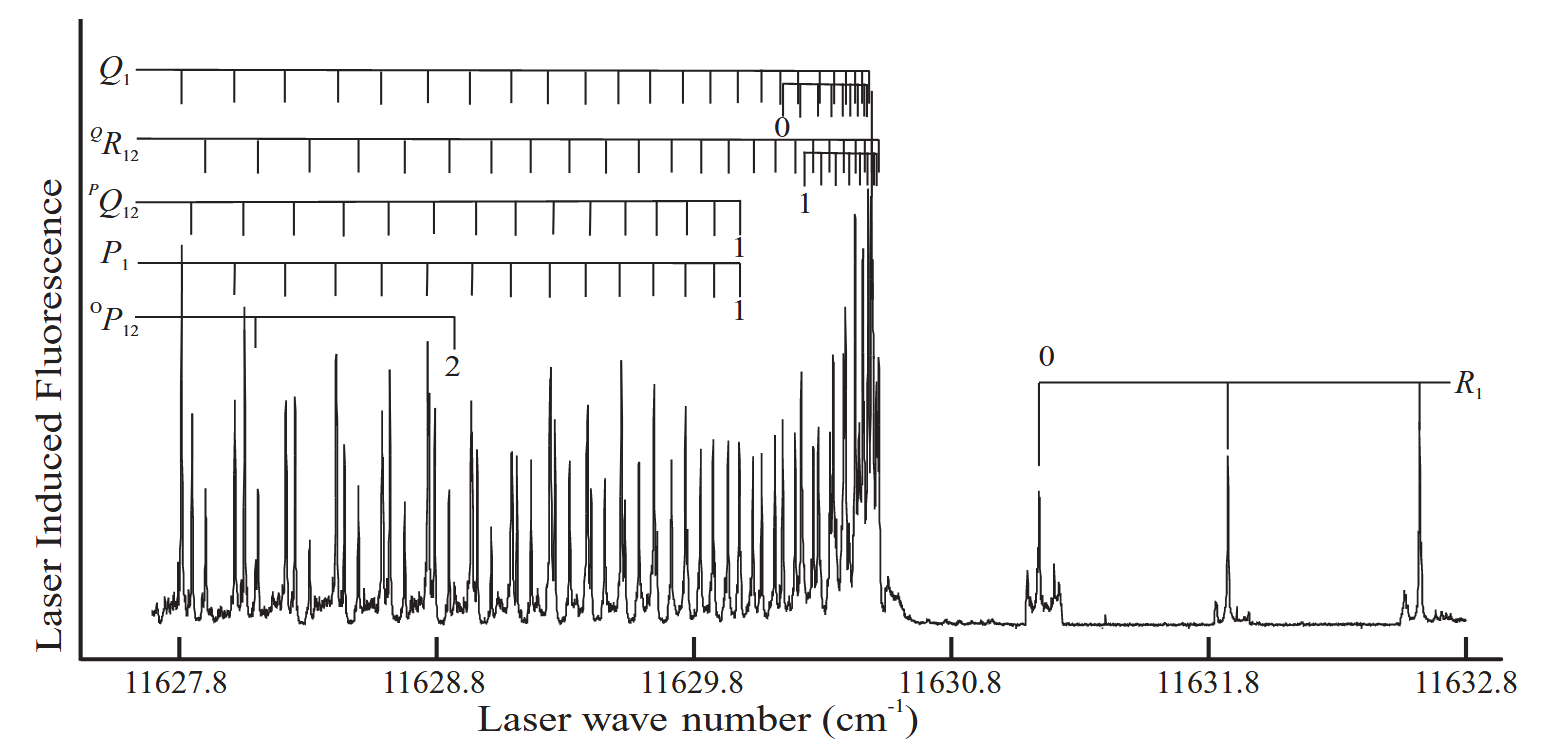 Q₁
0
QR₁₂
1
PQ₁₂
1
P₁
1
OP₁₂
2
0
R₁
Laser Induced Fluorescence
11627.8 11628.8 11629.8 11630.8 11631.8 11632.8
Laser wave number (cm⁻¹)